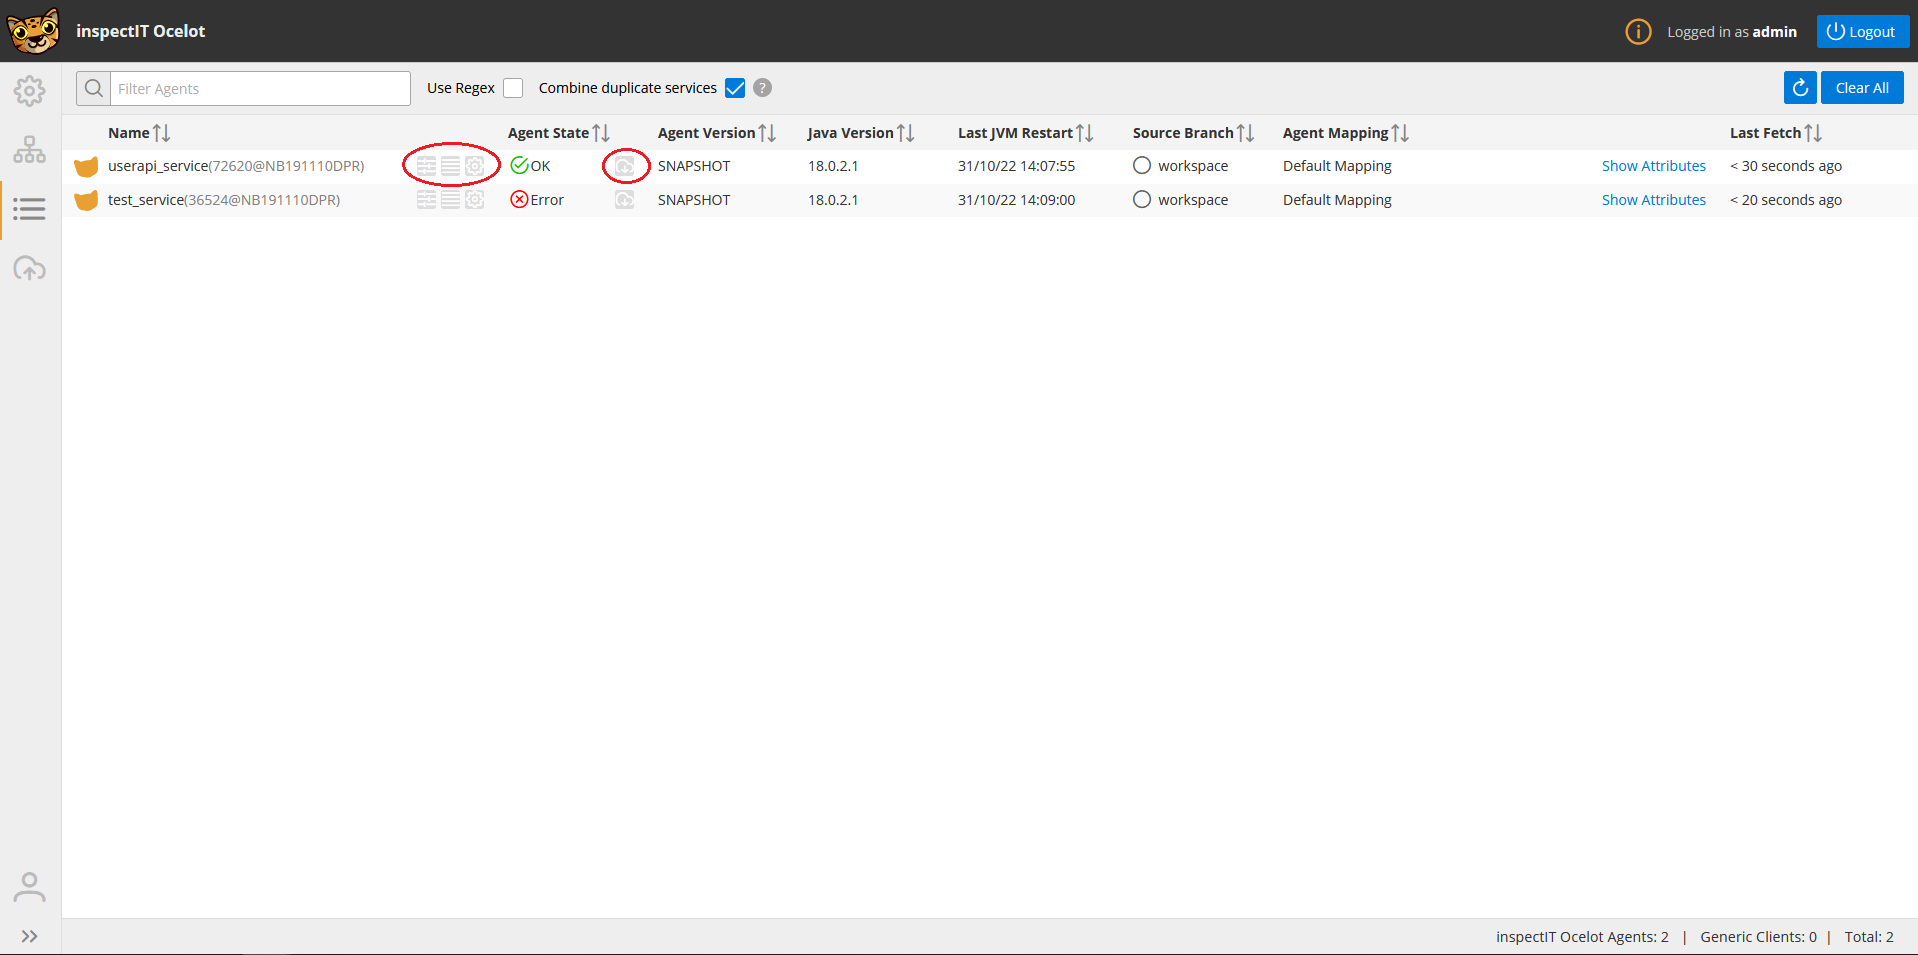 inspectIT Ocelot
Logged in as admin
Logout
Filter Agents
Use Regex
Combine duplicate services
?
Clear All
Name Agent State Agent Version Java Version Last JVM Restart Source Branch Agent Mapping Last Fetch
userapi_service(72620@NB191110DPR) OK SNAPSHOT 18.0.2.1 31/10/22 14:07:55 workspace Default Mapping Show Attributes < 30 seconds ago
test_service(36524@NB191110DPR) Error SNAPSHOT 18.0.2.1 31/10/22 14:09:00 workspace Default Mapping Show Attributes < 20 seconds ago
inspectIT Ocelot Agents: 2 | Generic Clients: 0 | Total: 2